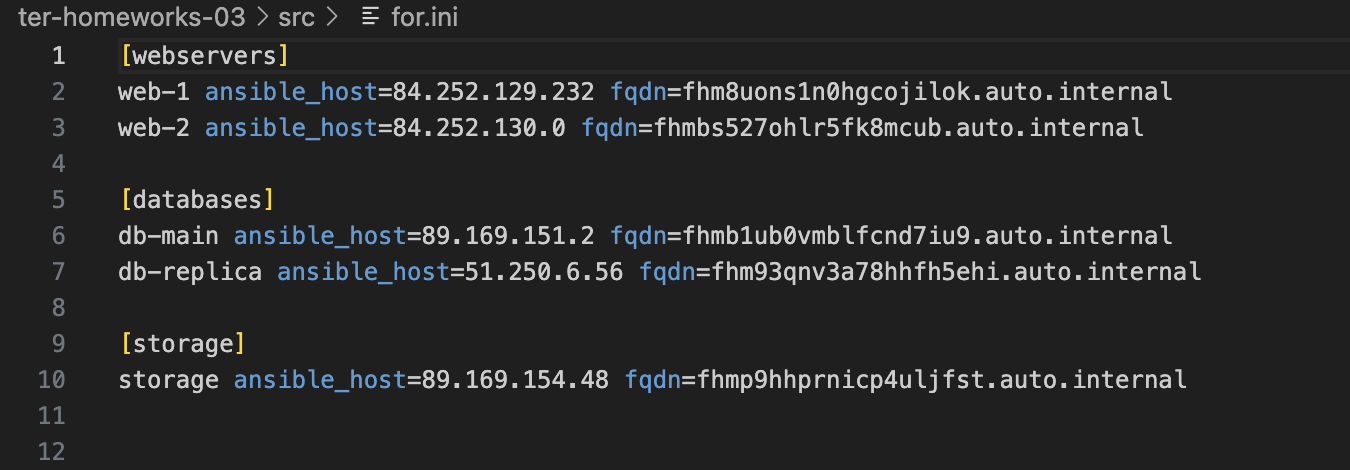 ter-homeworks-03 > src > for.ini
1 [webservers]
2 web-1 ansible_host=84.252.129.232 fqdn=fhm8uons1n0hgcojilok.auto.internal
3 web-2 ansible_host=84.252.130.0 fqdn=fhmbs527ohlr5fk8mcub.auto.internal
4
5 [databases]
6 db-main ansible_host=89.169.151.2 fqdn=fhmb1ub0vmblfcnd7iu9.auto.internal
7 db-replica ansible_host=51.250.6.56 fqdn=fhm93qnv3a78hhfh5ehi.auto.internal
8
9 [storage]
10 storage ansible_host=89.169.154.48 fqdn=fhmp9hhprnicp4uljfst.auto.internal
11
12